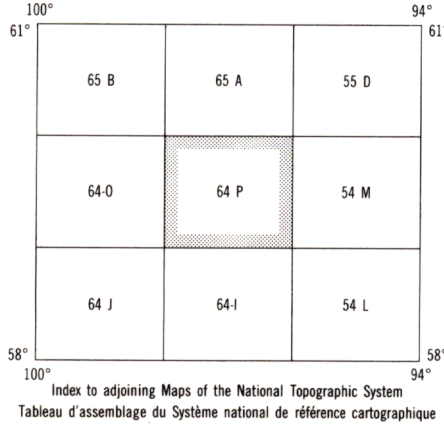 100° 94°
61° 61°
65 B 65 A 55 D
64-O 64 P 54 M
64 J 64-I 54 L
58° 58°
100° 94°
Index to adjoining Maps of the National Topographic System
Tableau d'assemblage du Système national de référence cartographique